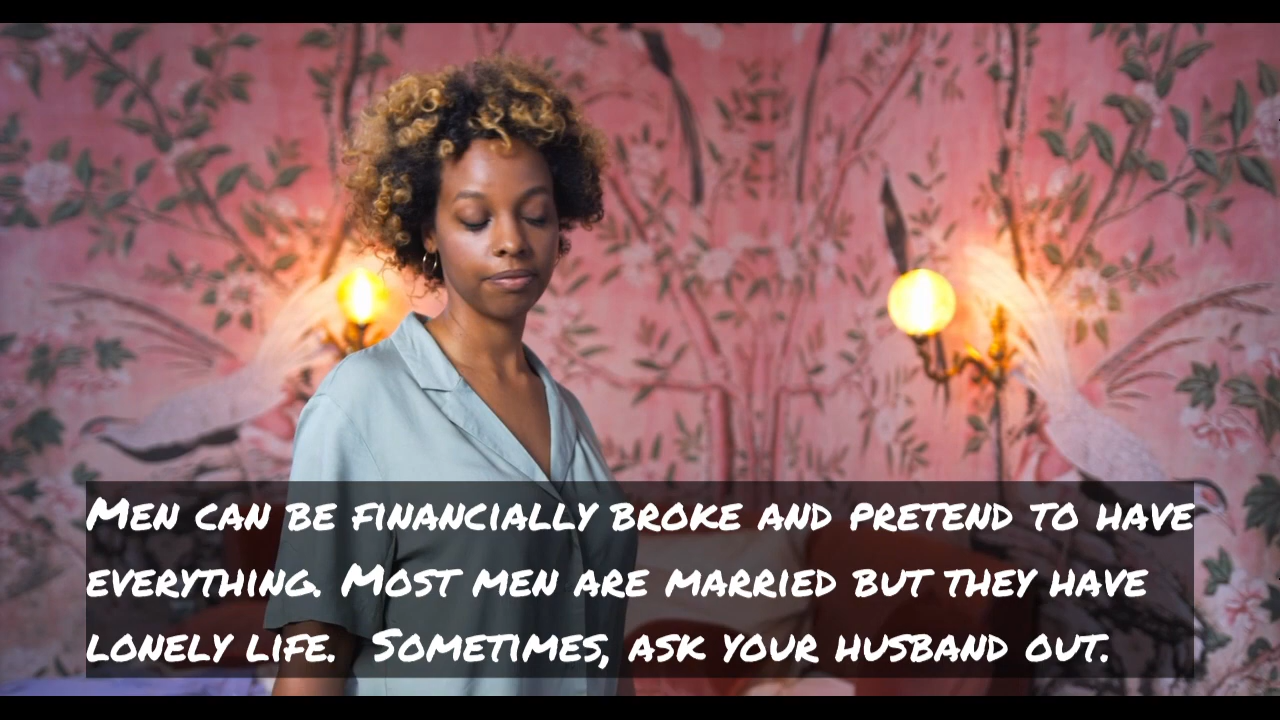 Men can be financially broke and pretend to have
everything. Most men are married but they have
lonely life.  Sometimes, ask your husband out.